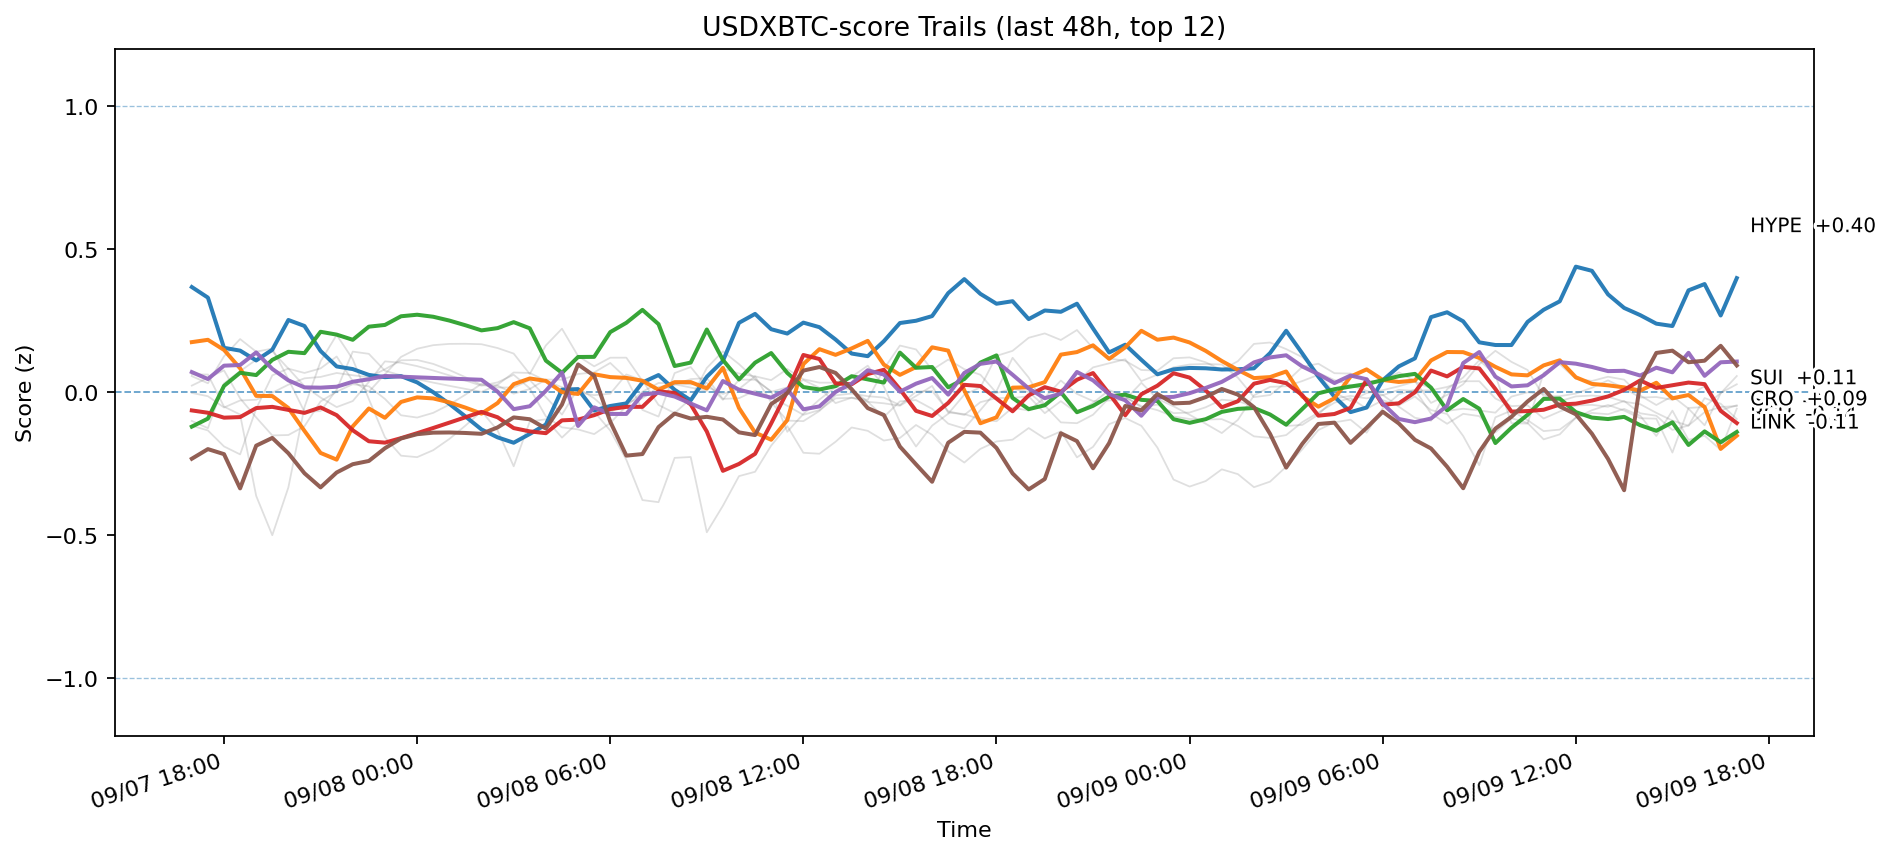 USDXBTC-score Trails (last 48h, top 12)
Score (z)
1.0
0.5
0.0
−0.5
−1.0
HYPE +0.40
SUI +0.11
CRO +0.09
LINK -0.11
09/07 18:00
09/08 00:00
09/08 06:00
09/08 12:00
09/08 18:00
09/09 00:00
09/09 06:00
09/09 12:00
09/09 18:00
Time